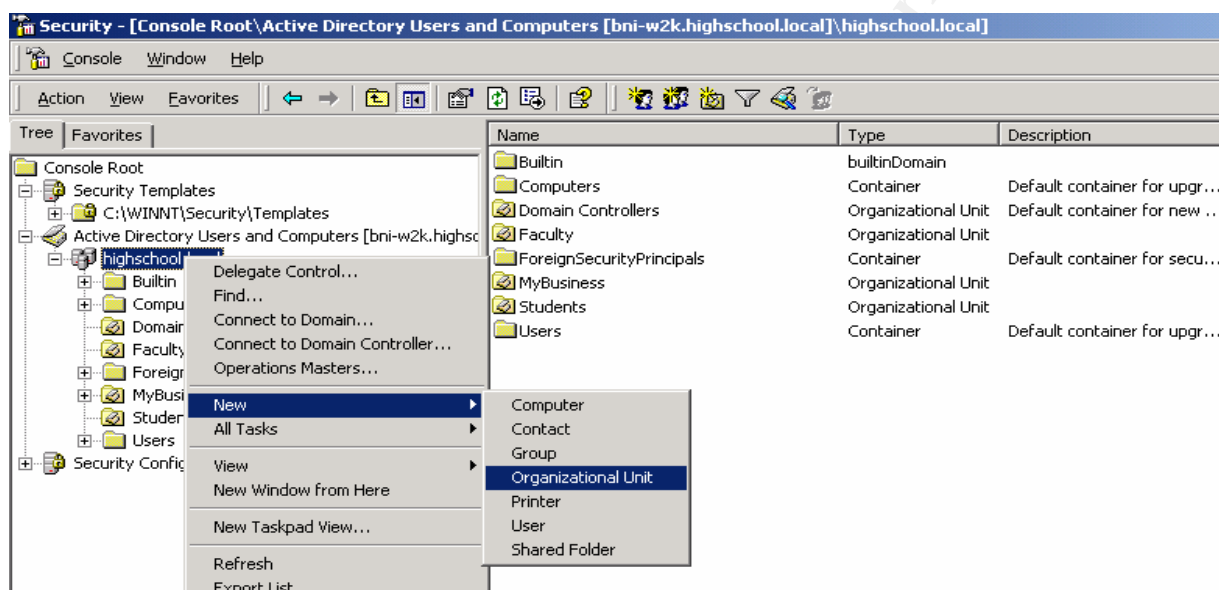 Security - [Console Root\Active Directory Users and Computers [bni-w2k.highschool.local]\highschool.local]
Console Window Help
Action View Favorites
Tree Favorites
Console Root
Security Templates
C:\WINNT\Security\Templates
Active Directory Users and Computers [bni-w2k.highsc
highschool.
Builtin
Compu
Domain
Faculty
Foreign
MyBusi
Studen
Users
Security Config
Delegate Control...
Find...
Connect to Domain...
Connect to Domain Controller...
Operations Masters...
New
All Tasks
View
New Window from Here
New Taskpad View...
Refresh
Export List
Computer
Contact
Group
Organizational Unit
Printer
User
Shared Folder
Name Type Description
Builtin builtinDomain
Computers Container Default container for upgr...
Domain Controllers Organizational Unit Default container for new ...
Faculty Organizational Unit
ForeignSecurityPrincipals Container Default container for secu...
MyBusiness Organizational Unit
Students Organizational Unit
Users Container Default container for upgr...